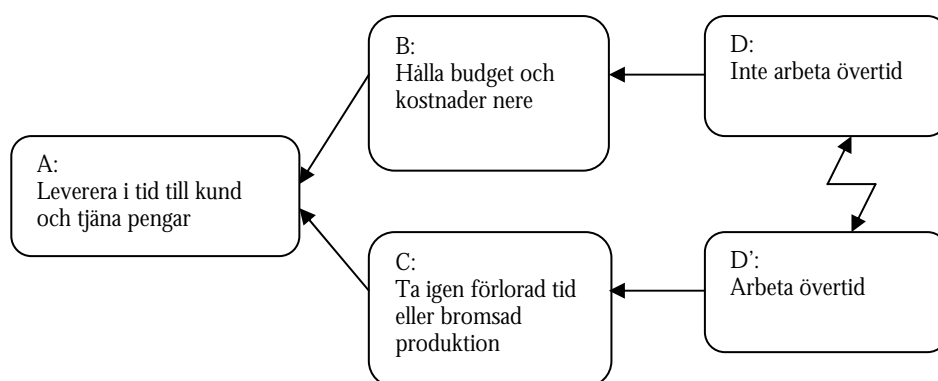 A:
Leverera i tid till kund
och tjäna pengar
B:
Hålla budget och
kostnader nere
C:
Ta igen förlorad tid
eller bromsad
produktion
D:
Inte arbeta övertid
D’:
Arbeta övertid